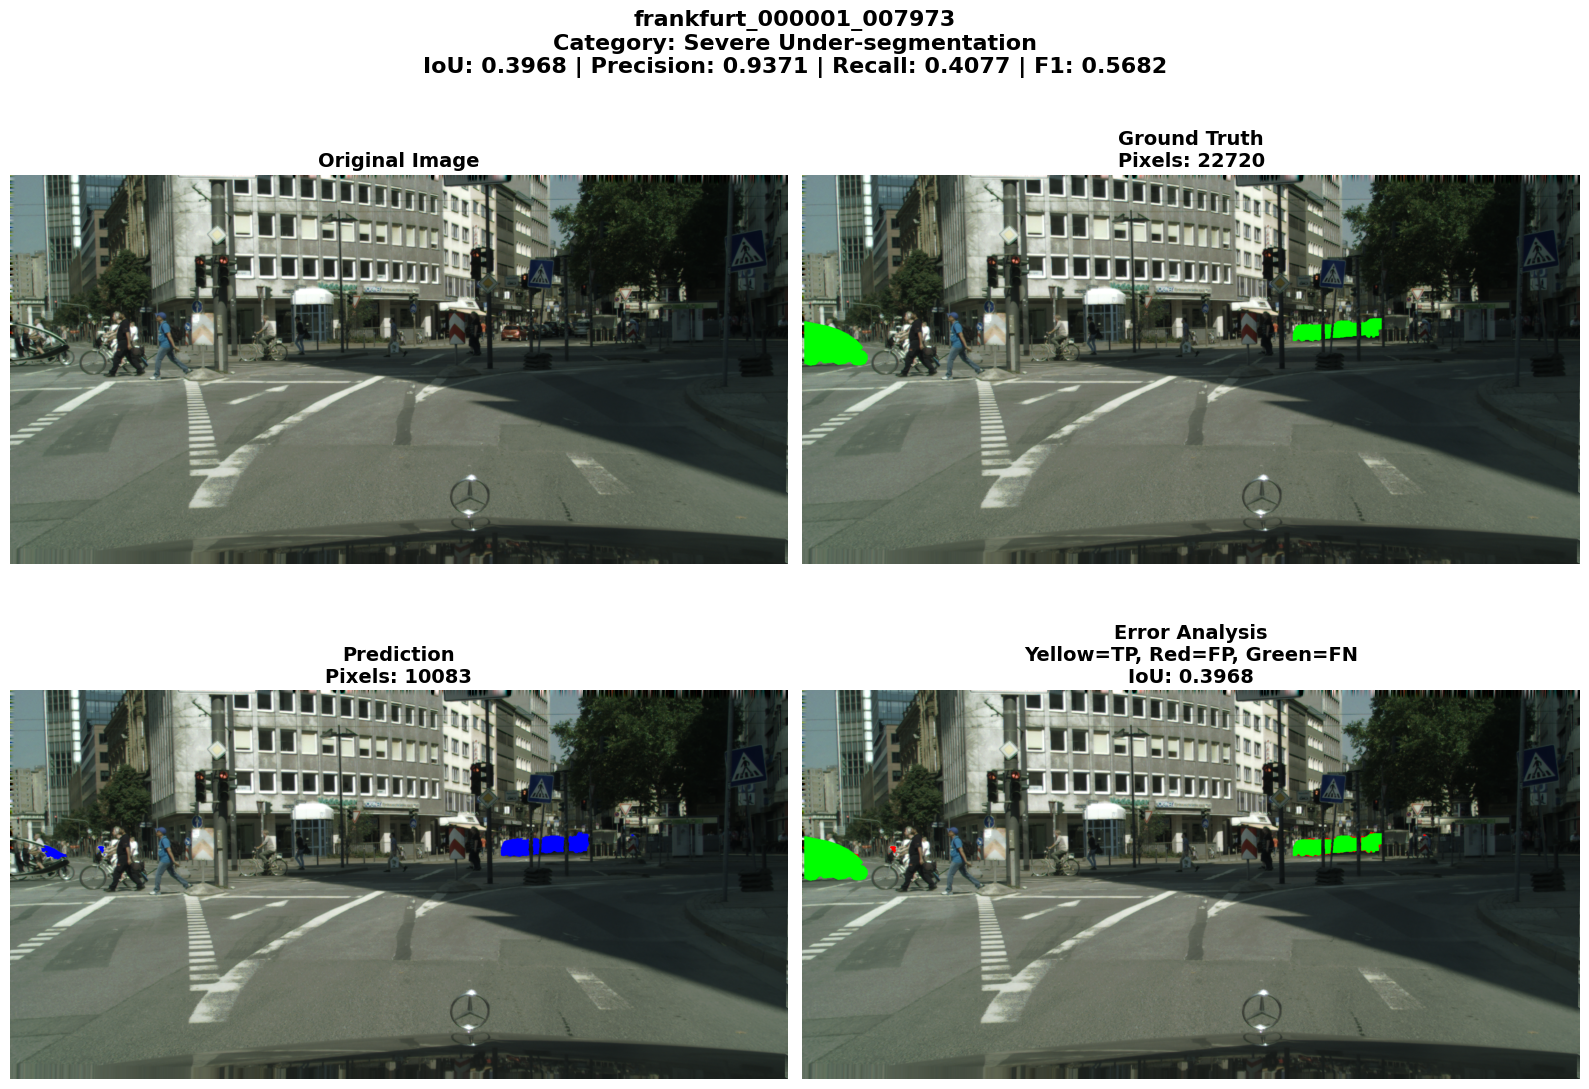 frankfurt_000001_007973
Category: Severe Under-segmentation
IoU: 0.3968 | Precision: 0.9371 | Recall: 0.4077 | F1: 0.5682
Original Image
Ground Truth
Pixels: 22720
Prediction
Pixels: 10083
Error Analysis
Yellow=TP, Red=FP, Green=FN
IoU: 0.3968